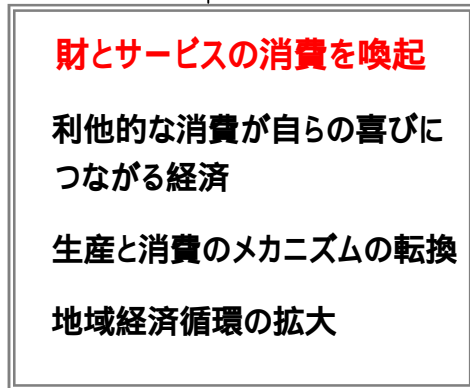 財とサービスの消費を喚起
利他的な消費が自らの喜びに
つながる経済
生産と消費のメカニズムの転換
地域経済循環の拡大